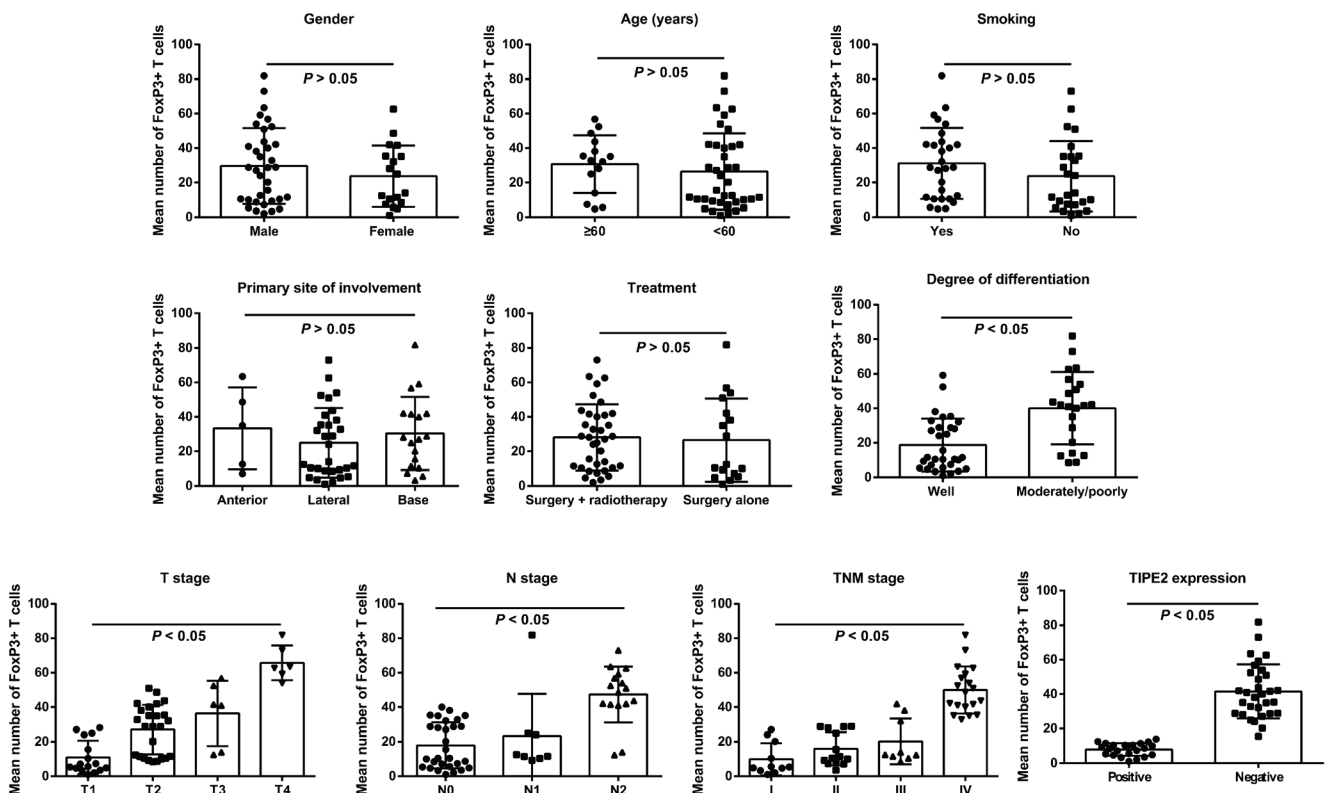 Gender
Mean number of FoxP3+ T cells
100
80
60
40
20
0
P > 0.05
Male Female
Age (years)
Mean number of FoxP3+ T cells
100
80
60
40
20
0
P > 0.05
≥60 <60
Smoking
Mean number of FoxP3+ T cells
100
80
60
40
20
0
P > 0.05
Yes No
Primary site of involvement
Mean number of FoxP3+ T cells
100
80
60
40
20
0
P > 0.05
Anterior Lateral Base
Treatment
Mean number of FoxP3+ T cells
100
80
60
40
20
0
P > 0.05
Surgery + radiotherapy Surgery alone
Degree of differentiation
Mean number of FoxP3+ T cells
100
80
60
40
20
0
P < 0.05
Well Moderately/poorly
T stage
Mean number of FoxP3+ T cells
100
80
60
40
20
0
P < 0.05
T1 T2 T3 T4
N stage
Mean number of FoxP3+ T cells
100
80
60
40
20
0
P < 0.05
N0 N1 N2
TNM stage
Mean number of FoxP3+ T cells
100
80
60
40
20
0
P < 0.05
I II III IV
TIPE2 expression
Mean number of FoxP3+ T cells
100
80
60
40
20
0
P < 0.05
Positive Negative